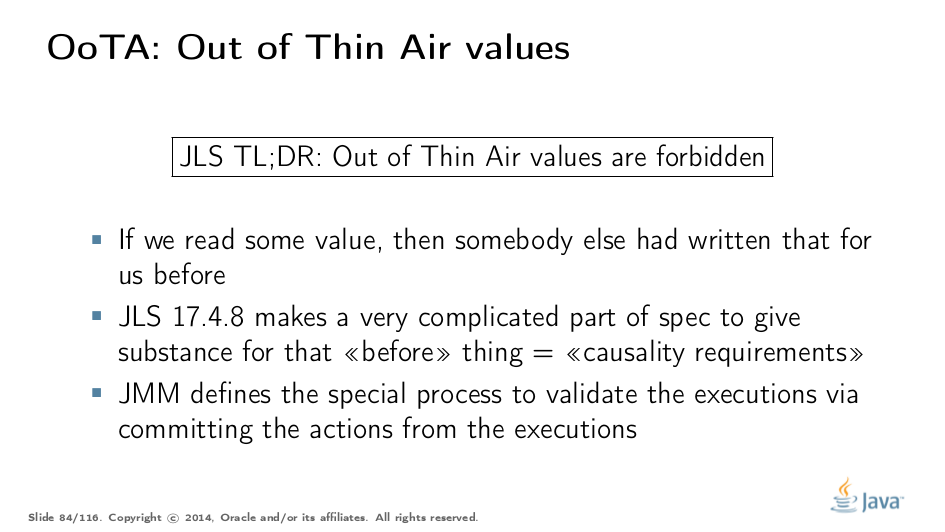 OoTA: Out of Thin Air values
JLS TL;DR: Out of Thin Air values are forbidden
If we read some value, then somebody else had written that for
us before
JLS 17.4.8 makes a very complicated part of spec to give
substance for that «before» thing = «causality requirements»
JMM defines the special process to validate the executions via
committing the actions from the executions
Slide 84/116. Copyright © 2014, Oracle and/or its affiliates. All rights reserved.
Java™